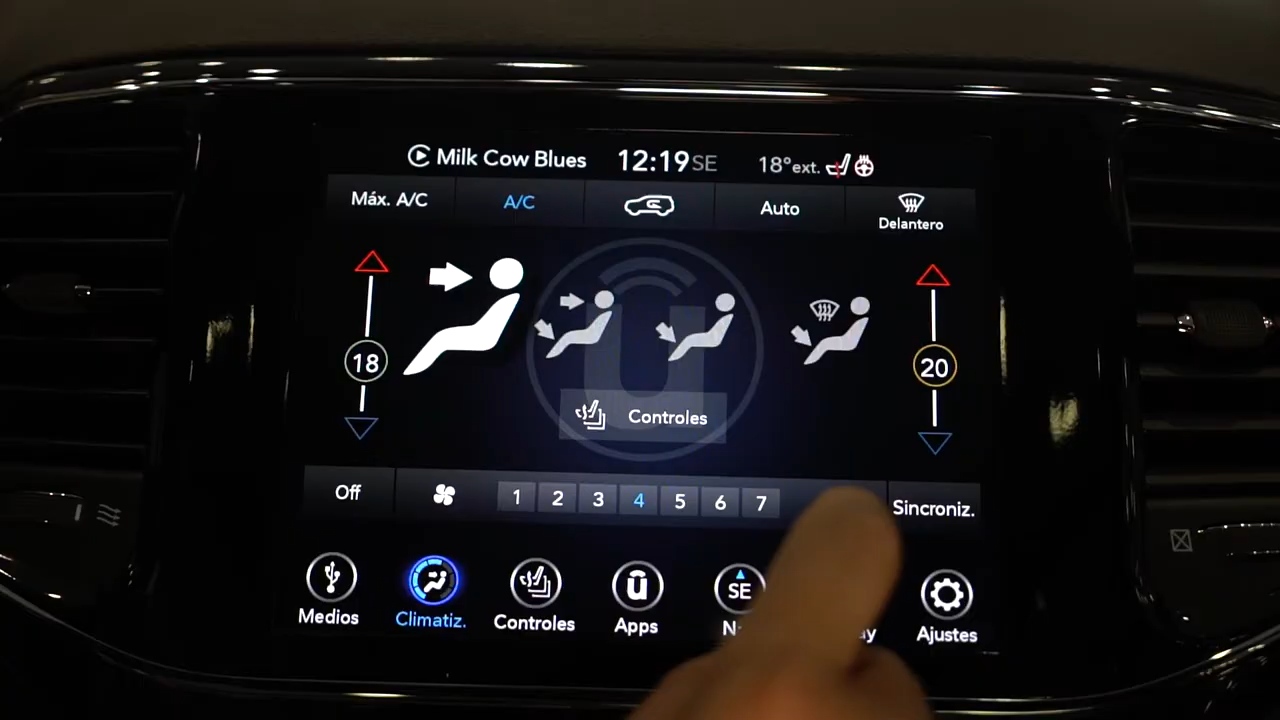 Milk Cow Blues 12:19 SE 18° ext.
Máx. A/C A/C Auto Delantero
18 20
Controles
Off 1 2 3 4 5 6 7 Sincroniz.
SE
Medios Climatiz. Controles Apps Ajustes